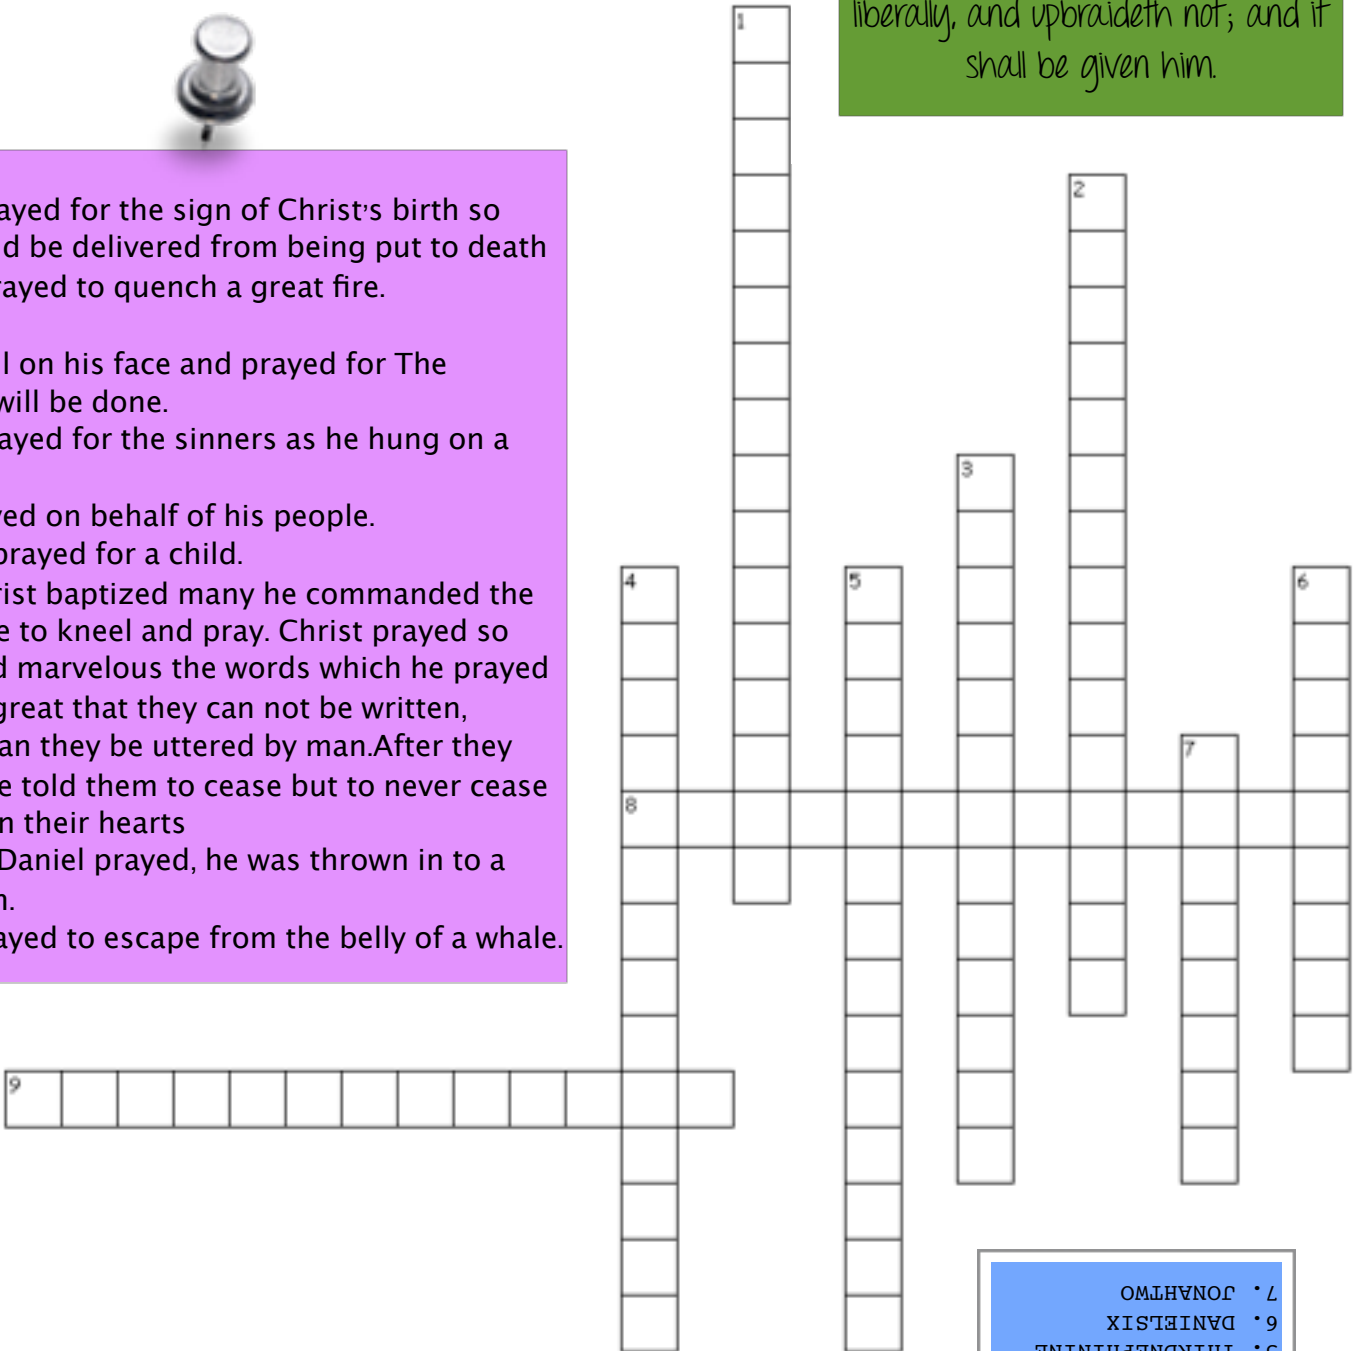 liberally, and upbraideth not; and it
shall be given him.
ayed for the sign of Christ's birth so
d be delivered from being put to death
rayed to quench a great fire.
l on his face and prayed for The
will be done.
ayed for the sinners as he hung on a
ved on behalf of his people.
prayed for a child.
rist baptized many he commanded the
e to kneel and pray. Christ prayed so
d marvelous the words which he prayed
great that they can not be written,
an they be uttered by man.After they
e told them to cease but to never cease
n their hearts
Daniel prayed, he was thrown in to a
n.
ayed to escape from the belly of a whale.
1
2
3
4
5
6
7
8
9
7. JONAHTWO
6. DANIELSIX
5. THIRDNEPHININE